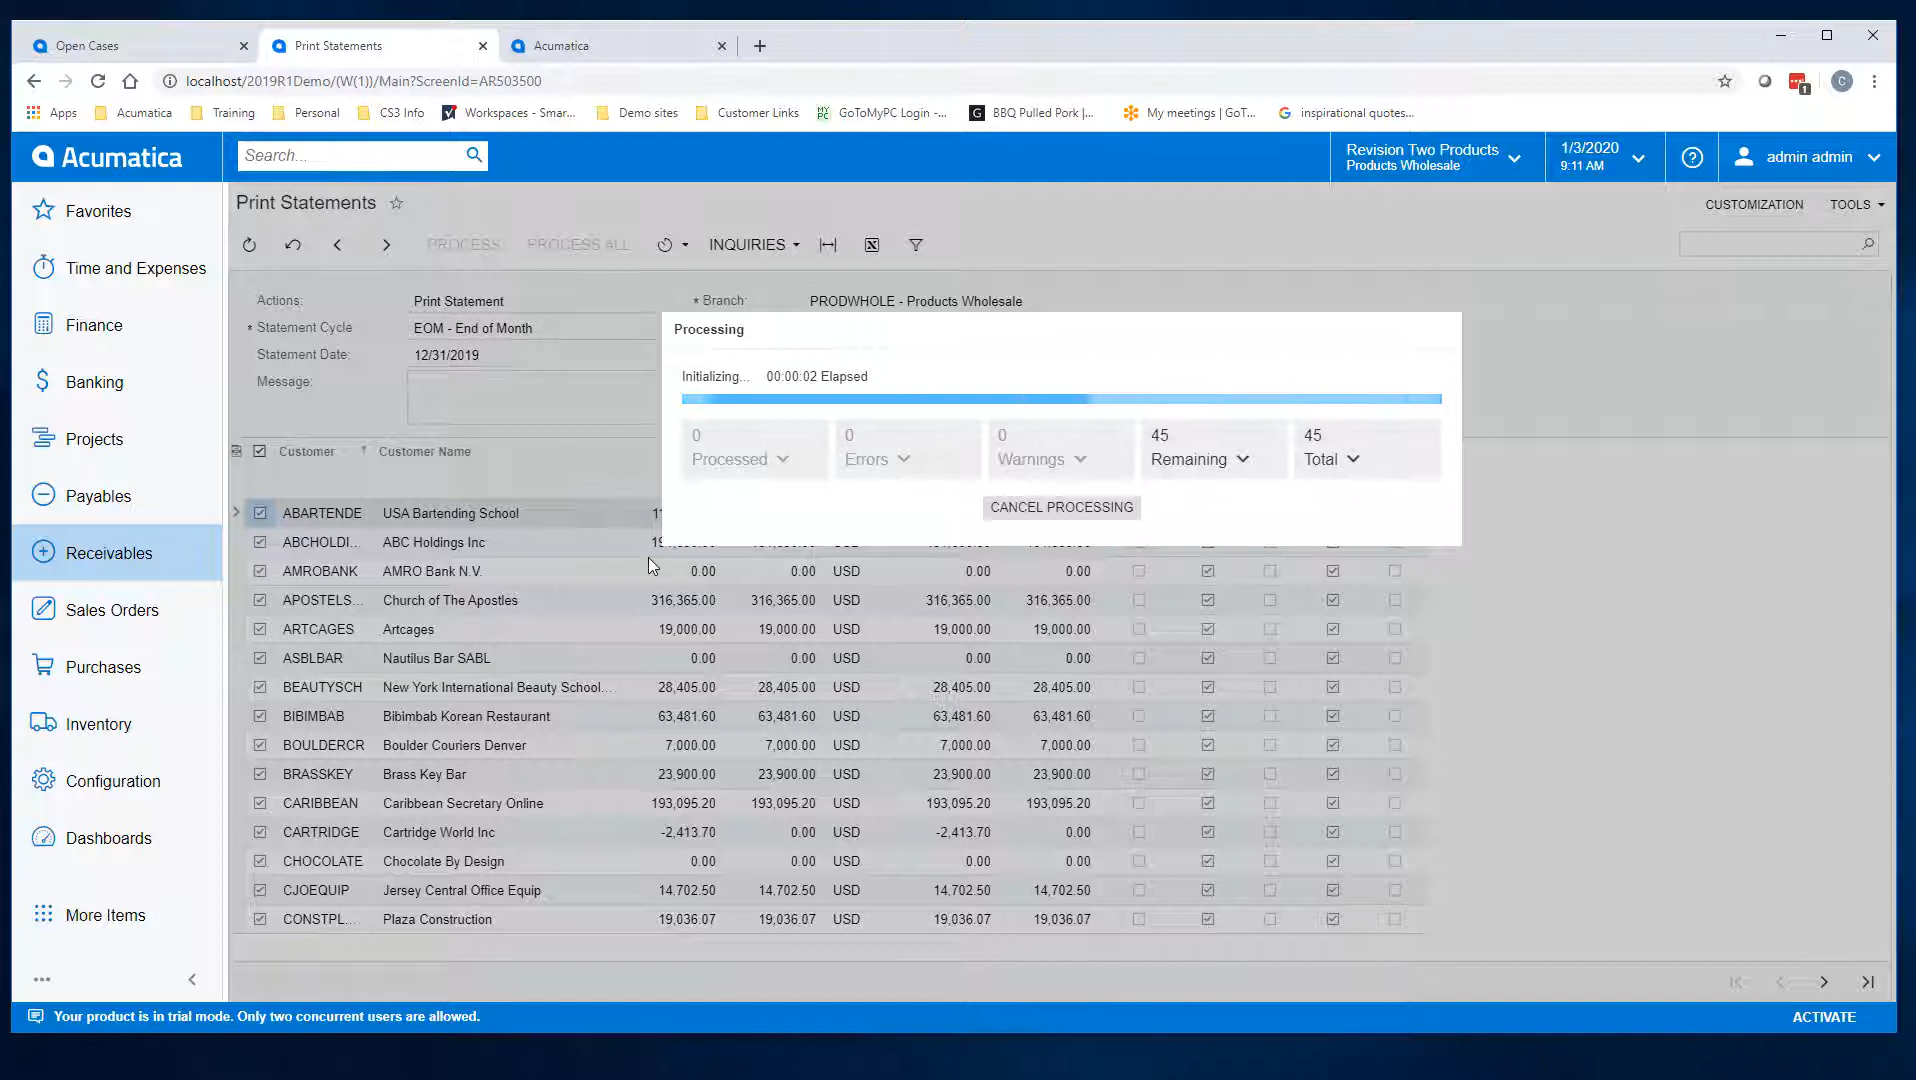 Open Cases
Print Statements
Acumatica
localhost/2019R1Demo/(W(1))/Main?ScreenId=AR503500
Apps
Acumatica
Training
Personal
CS3 Info
Workspaces - Smar...
Demo sites
Customer Links
GoToMyPC Login -...
BBQ Pulled Pork |...
My meetings | GoT...
inspirational quotes...
Acumatica
Search...
Revision Two Products
Products Wholesale
1/3/2020
9:11 AM
admin admin
Favorites
Time and Expenses
Finance
Banking
Projects
Payables
Receivables
Sales Orders
Purchases
Inventory
Configuration
Dashboards
More Items
Print Statements
CUSTOMIZATION
TOOLS
PROCESS
PROCESS ALL
INQUIRIES
Actions: Print Statement
* Branch: PRODWHOLE - Products Wholesale
* Statement Cycle EOM - End of Month
Statement Date: 12/31/2019
Message:
Processing
Initializing... 00:00:02 Elapsed
0 Processed
0 Errors
0 Warnings
45 Remaining
45 Total
CANCEL PROCESSING
Customer Customer Name
ABARTENDE USA Bartending School
ABCHOLDI... ABC Holdings Inc
AMROBANK AMRO Bank N.V. 0.00 0.00 USD 0.00 0.00
APOSTELS... Church of The Apostles 316,365.00 316,365.00 USD 316,365.00 316,365.00
ARTCAGES Artcages 19,000.00 19,000.00 USD 19,000.00 19,000.00
ASBLBAR Nautilus Bar SABL 0.00 0.00 USD 0.00 0.00
BEAUTYSCH New York International Beauty School... 28,405.00 28,405.00 USD 28,405.00 28,405.00
BIBIMBAB Bibimbab Korean Restaurant 63,481.60 63,481.60 USD 63,481.60 63,481.60
BOULDERCR Boulder Couriers Denver 7,000.00 7,000.00 USD 7,000.00 7,000.00
BRASSKEY Brass Key Bar 23,900.00 23,900.00 USD 23,900.00 23,900.00
CARIBBEAN Caribbean Secretary Online 193,095.20 193,095.20 USD 193,095.20 193,095.20
CARTRIDGE Cartridge World Inc -2,413.70 0.00 USD -2,413.70 0.00
CHOCOLATE Chocolate By Design 0.00 0.00 USD 0.00 0.00
CJOEQUIP Jersey Central Office Equip 14,702.50 14,702.50 USD 14,702.50 14,702.50
CONSTPL... Plaza Construction 19,036.07 19,036.07 USD 19,036.07 19,036.07
Your product is in trial mode. Only two concurrent users are allowed.
ACTIVATE